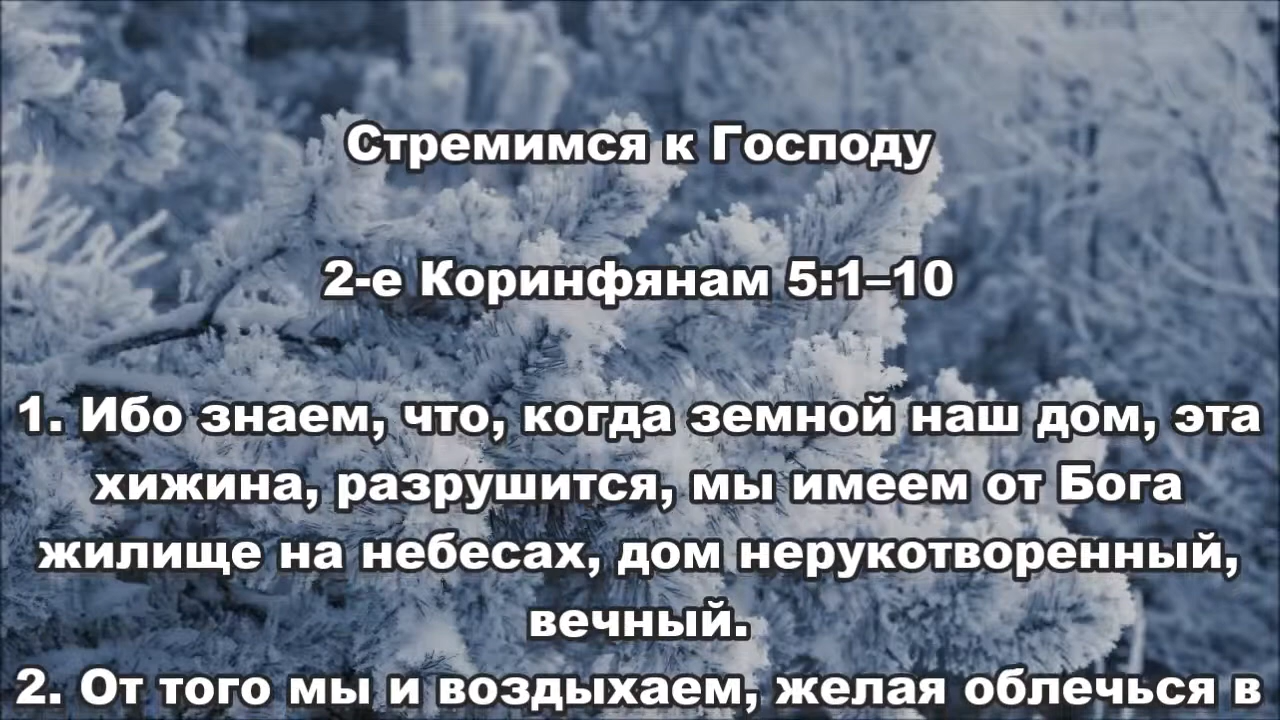 Стремимся к Господу
2-е Коринфянам 5:1–10
1. Ибо знаем, что, когда земной наш дом, эта
хижина, разрушится, мы имеем от Бога
жилище на небесах, дом нерукотворенный,
вечный.
2. От того мы и воздыхаем, желая облечься в